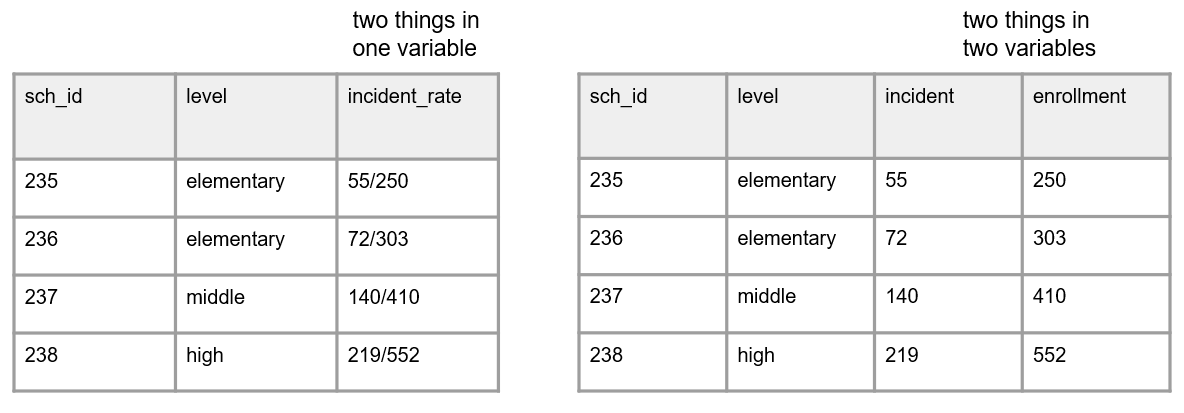 two things in
one variable
sch_id level incident_rate
235 elementary 55/250
236 elementary 72/303
237 middle 140/410
238 high 219/552
two things in
two variables
sch_id level incident enrollment
235 elementary 55 250
236 elementary 72 303
237 middle 140 410
238 high 219 552